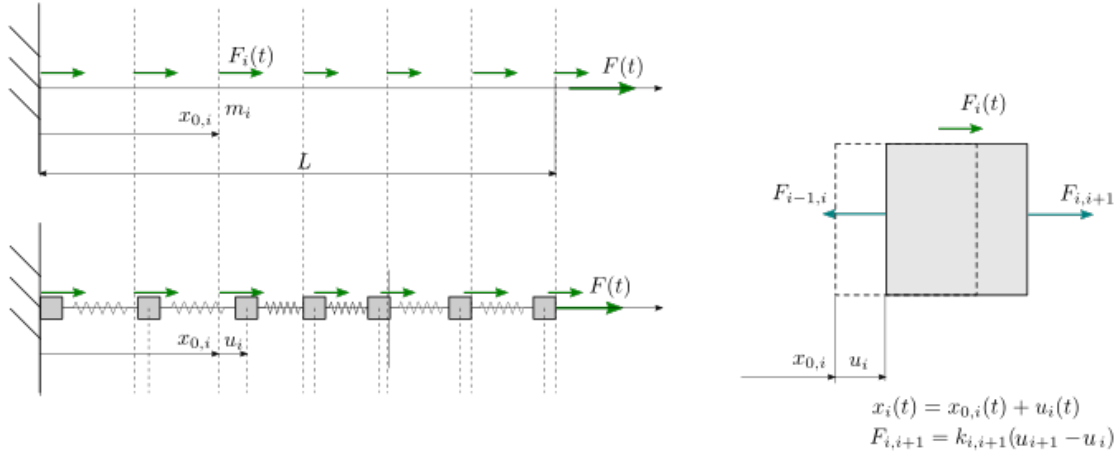 F_i(t)
F(t)
m_i
x_{0,i}
L
F(t)
x_{0,i} u_i
F_i(t)
F_{i-1,i}
F_{i,i+1}
x_{0,i} u_i
x_i(t) = x_{0,i}(t) + u_i(t)
F_{i,i+1} = k_{i,i+1}(u_{i+1} - u_i)